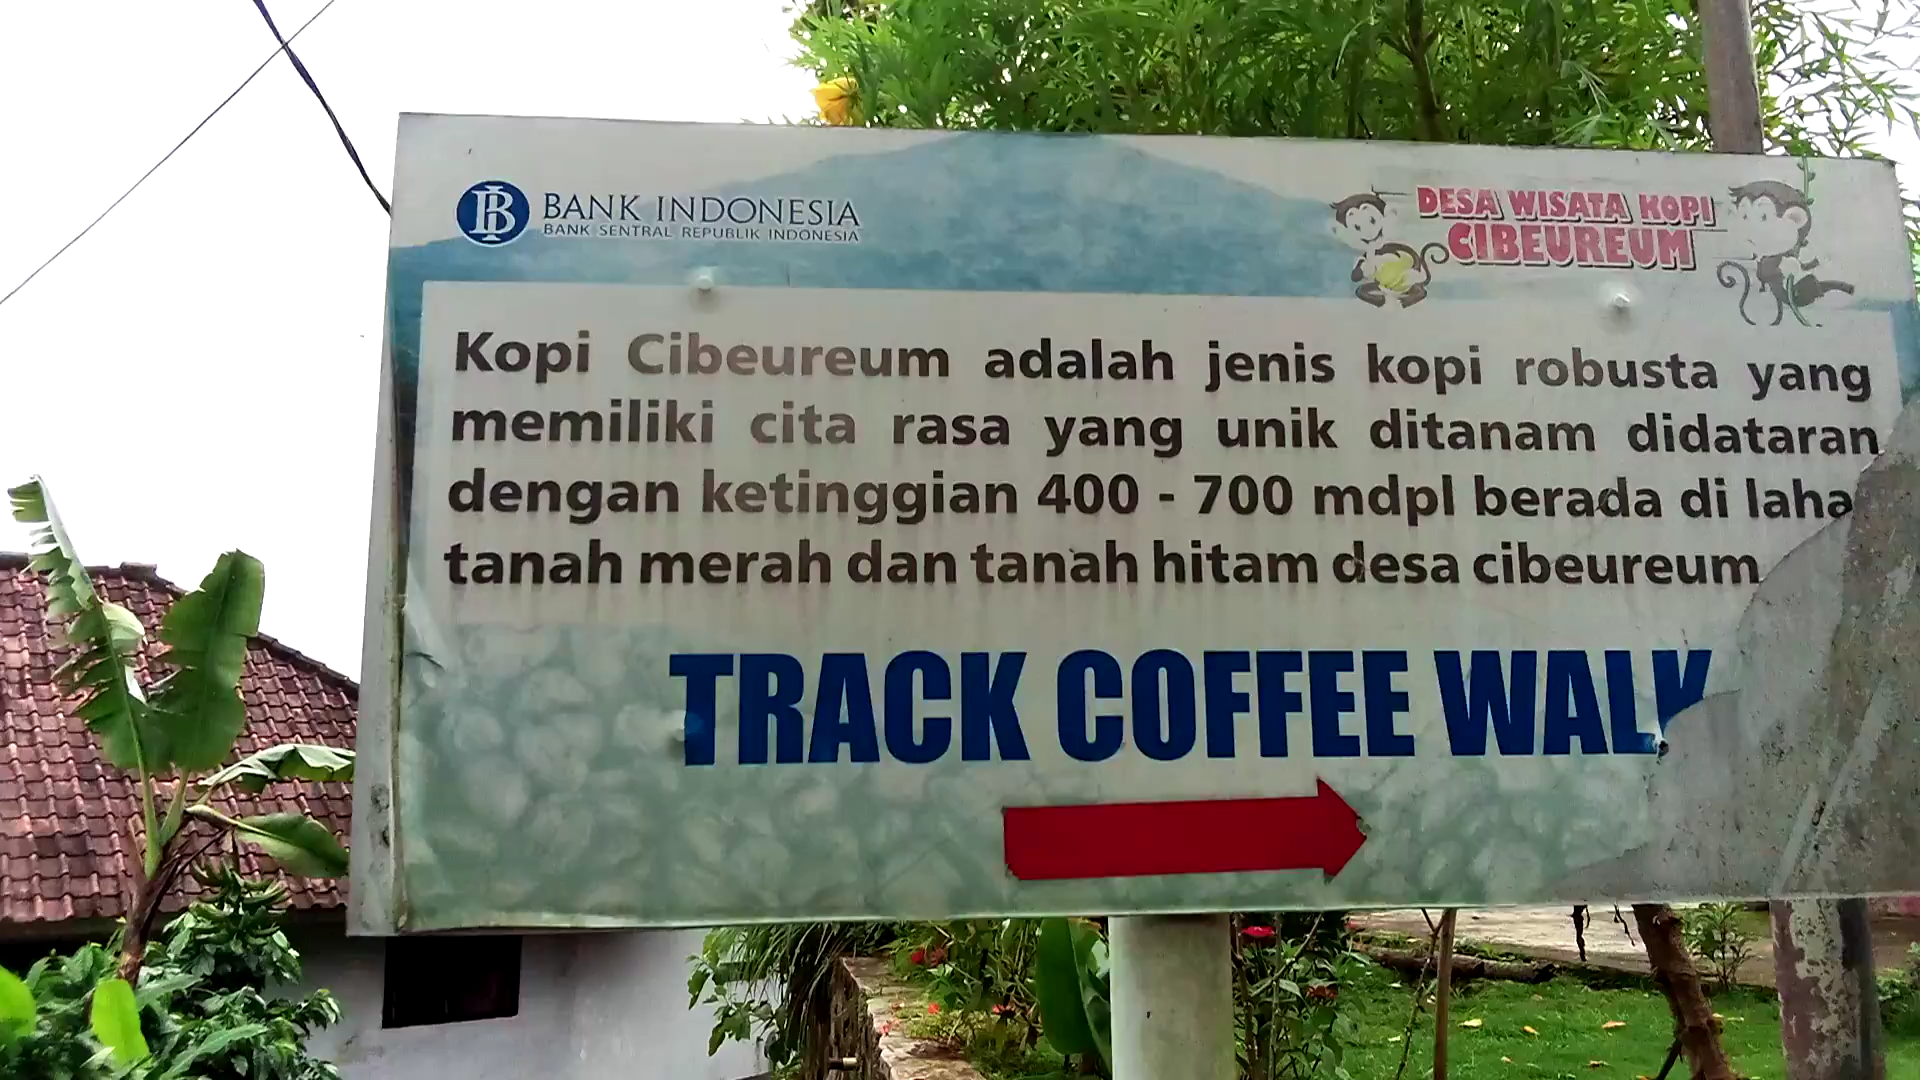 BANK INDONESIA
BANK SENTRAL REPUBLIK INDONESIA
DESA WISATA KOPI
CIBEUREUM
Kopi Cibeureum adalah jenis kopi robusta yang
memiliki cita rasa yang unik ditanam didataran
dengan ketinggian 400 - 700 mdpl berada di laha
tanah merah dan tanah hitam desa cibeureum
TRACK COFFEE WALK